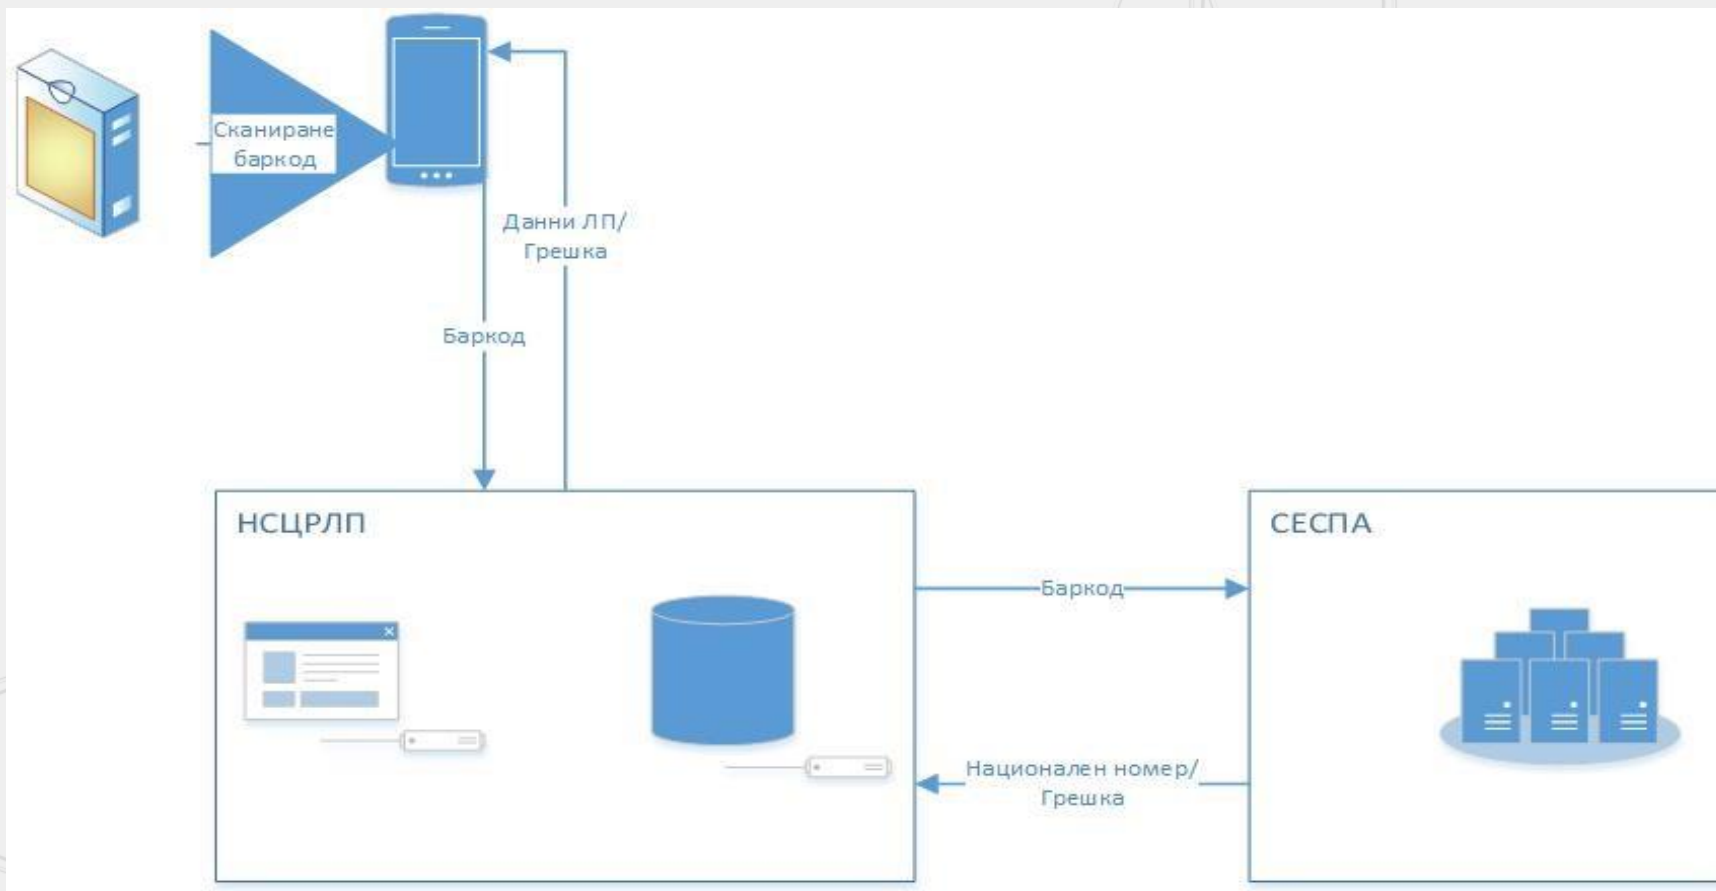 Сканиране
баркод
Данни ЛП/
Грешка
Баркод
НСЦРЛП
СЕСПА
Баркод
Национален номер/
Грешка